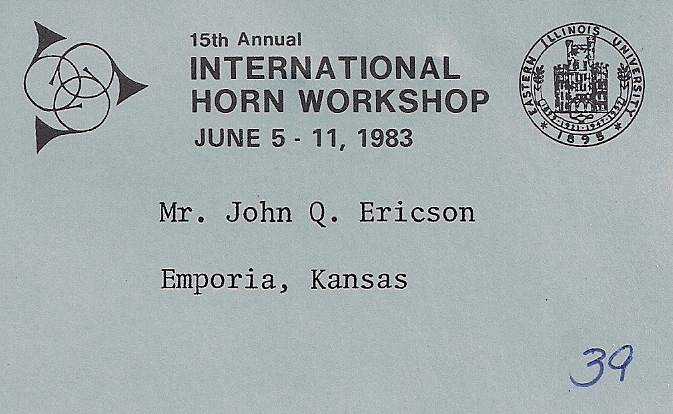 15th Annual
INTERNATIONAL
HORN WORKSHOP
JUNE 5 - 11, 1983
EASTERN ILLINOIS UNIVERSITY
* 1895 *
Mr. John Q. Ericson
Emporia, Kansas
39